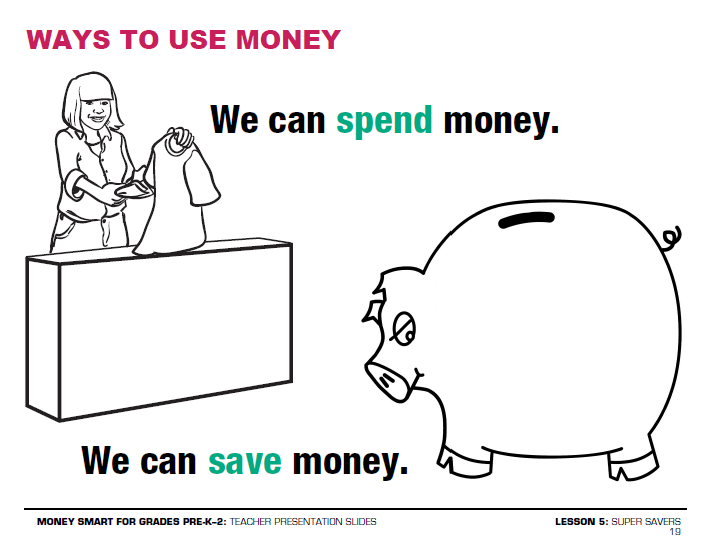 WAYS TO USE MONEY
We can spend money.
We can save money.
MONEY SMART FOR GRADES PRE-K–2: TEACHER PRESENTATION SLIDES
LESSON 5: SUPER SAVERS
19